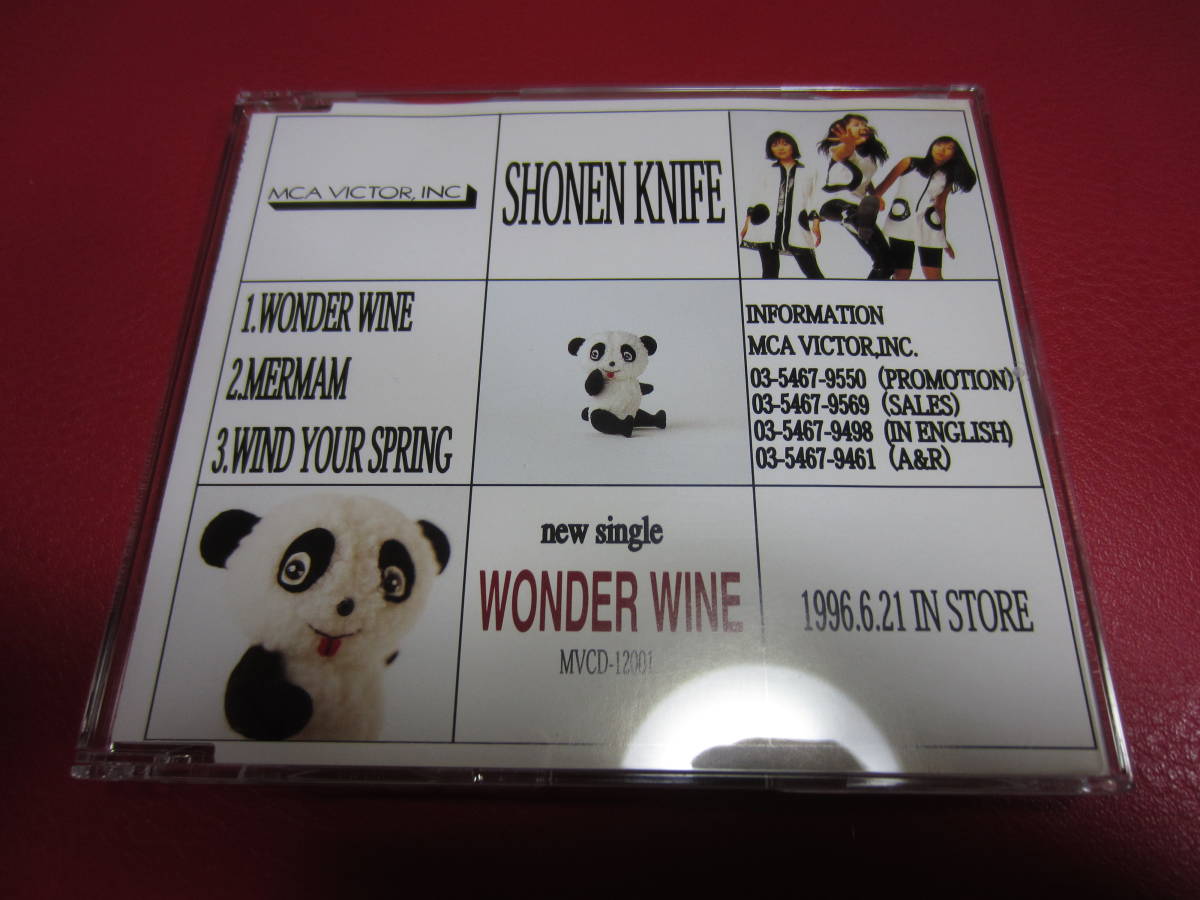 MCA VICTOR, INC
SHONEN KNIFE
1.WONDER WINE
2.MERMAM
3.WIND YOUR SPRING
INFORMATION
MCA VICTOR,INC.
03-5467-9550 (PROMOTION)
03-5467-9569 (SALES)
03-5467-9498 (IN ENGLISH)
03-5467-9461 (A&R)
new single
WONDER WINE
MVCD-12001
1996.6.21 IN STORE